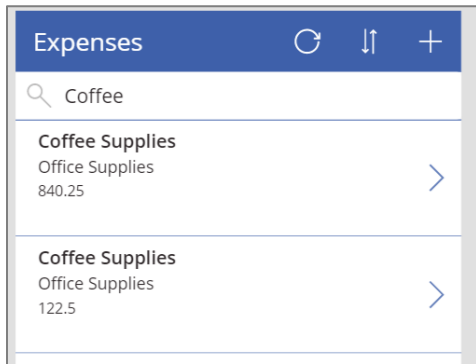 Expenses
Coffee
Coffee Supplies
Office Supplies
840.25
Coffee Supplies
Office Supplies
122.5